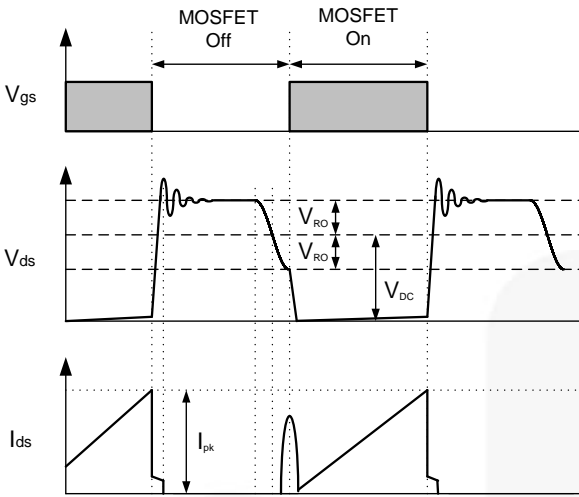 MOSFET
Off
MOSFET
On
Vgs
Vds
VRO
VRO
VDC
Ids
Ipk